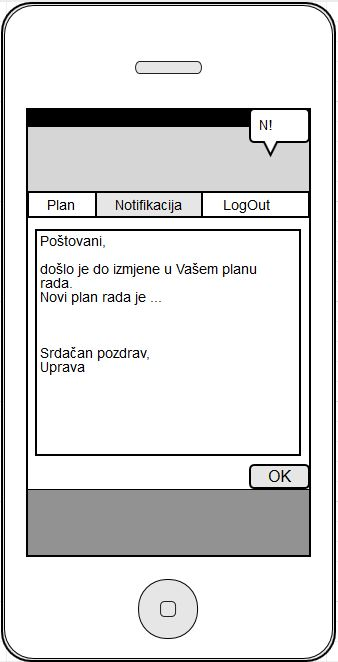 N!
Plan
Notifikacija
LogOut
Poštovani,
došlo je do izmjene u Vašem planu
rada.
Novi plan rada je ...
Srdačan pozdrav,
Uprava
OK